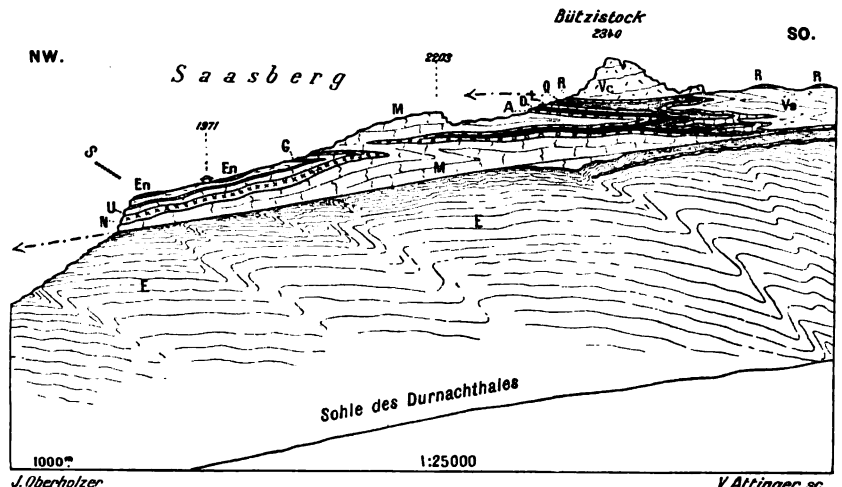 Bützistock
2340
NW.
SO.
Saasberg
2203
1971
M
A D O R
Vc
R R
Vs
G
S
En En
U
N
M
E
E
Sohle des Durnachthales
1000m
1:25000
J. Oberholzer
V. Attinger sc.